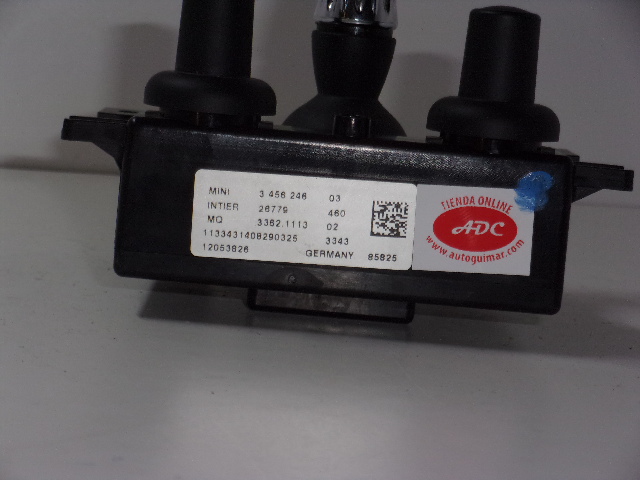 MINI 3 456 246 03
INTIER 26779 460
MQ 3362.1113 02
1133431408290325 3343
12053826 GERMANY 85825
TIENDA ONLINE
ADC
www.autoguimar.com